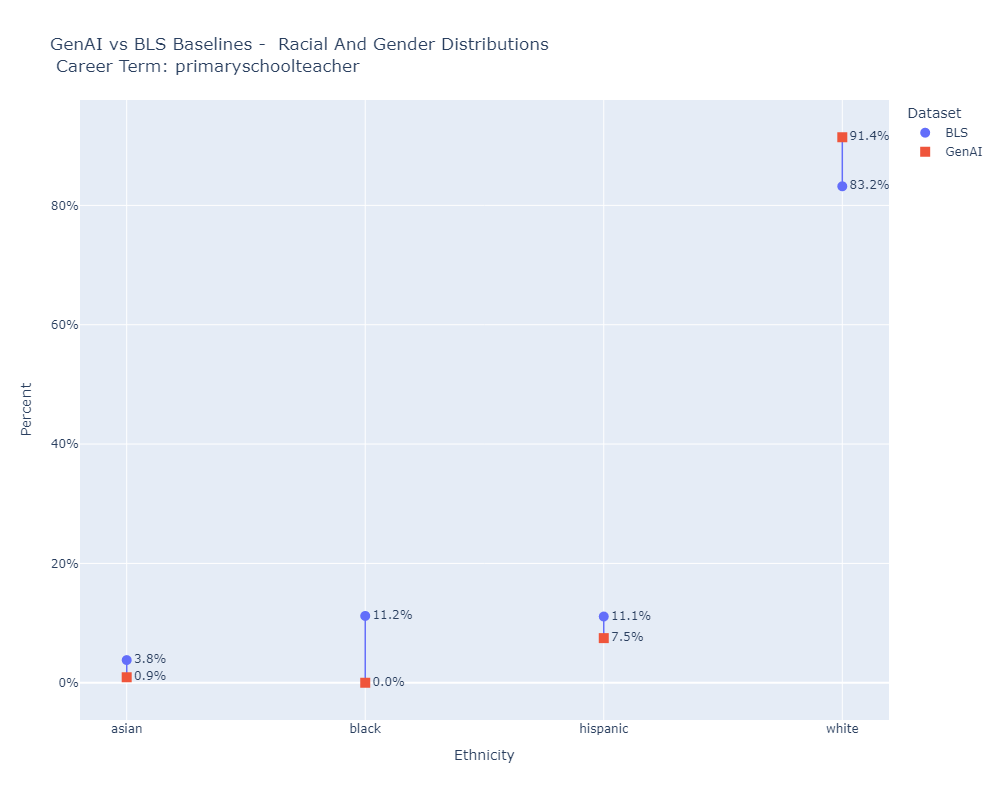 GenAI vs BLS Baselines -  Racial And Gender Distributions
Career Term: primaryschoolteacher
Dataset
BLS
GenAI
91.4%
83.2%
80%
60%
40%
20%
0%
Percent
3.8%
0.9%
11.2%
0.0%
11.1%
7.5%
asian
black
hispanic
white
Ethnicity